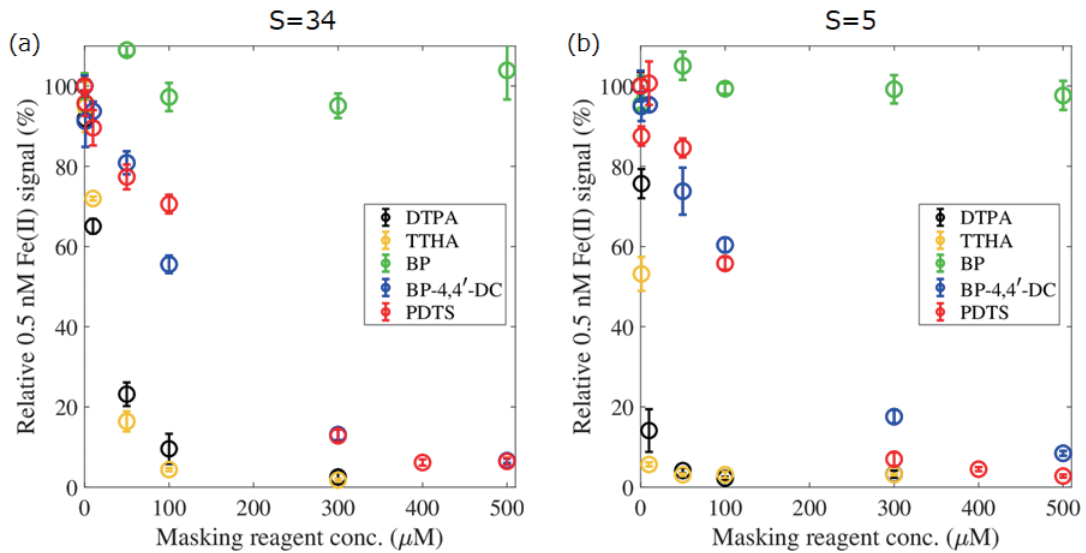 S=34
(a)
Relative 0.5 nM Fe(II) signal (%)
100
80
60
40
20
0
DTPA
TTHA
BP
BP-4,4′-DC
PDTS
0 100 200 300 400 500
Masking reagent conc. (μM)
S=5
(b)
Relative 0.5 nM Fe(II) signal (%)
100
80
60
40
20
0
DTPA
TTHA
BP
BP-4,4′-DC
PDTS
0 100 200 300 400 500
Masking reagent conc. (μM)